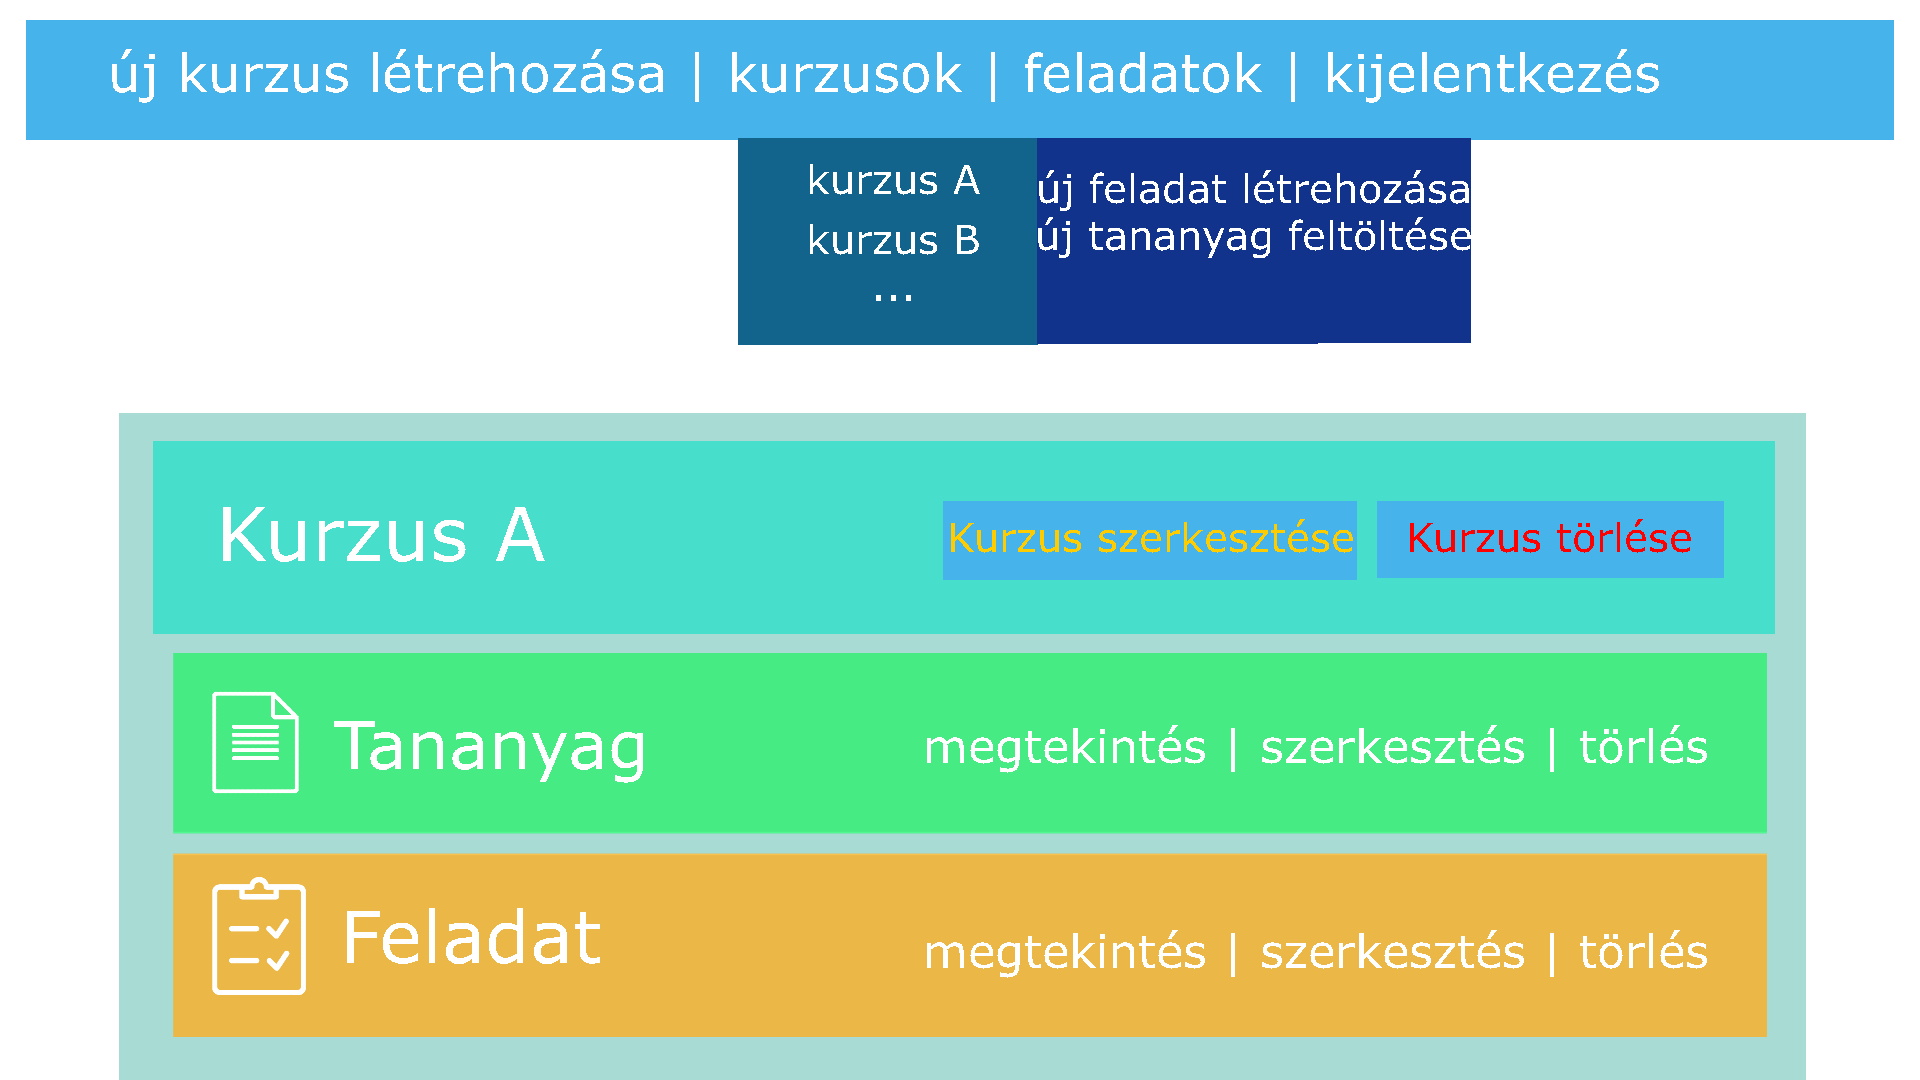 új kurzus létrehozása | kurzusok | feladatok | kijelentkezés
kurzus A
kurzus B
...
új feladat létrehozása
új tananyag feltöltése
Kurzus A
Kurzus szerkesztése
Kurzus törlése
Tananyag
megtekintés | szerkesztés | törlés
Feladat
megtekintés | szerkesztés | törlés